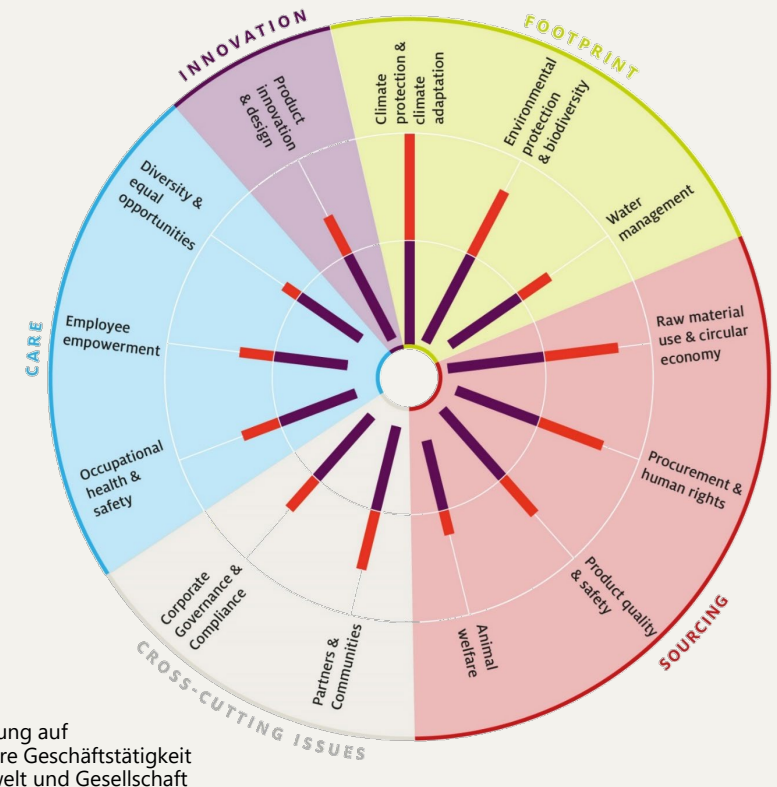 INNOVATION
FOOTPRINT
Product
innovation
& design
Climate
protection &
climate
adaptation
Environmental
protection
& biodiversity
Water
management
Diversity &
equal
opportunities
Employee
empowerment
Occupational
health &
safety
CARE
Raw material
use & circular
economy
Procurement &
human rights
Product quality
& safety
Animal
welfare
SOURCING
Corporate
Governance &
Compliance
Partners &
Communities
CROSS-CUTTING ISSUES
ung auf
re Geschäftstätigkeit
welt und Gesellschaft